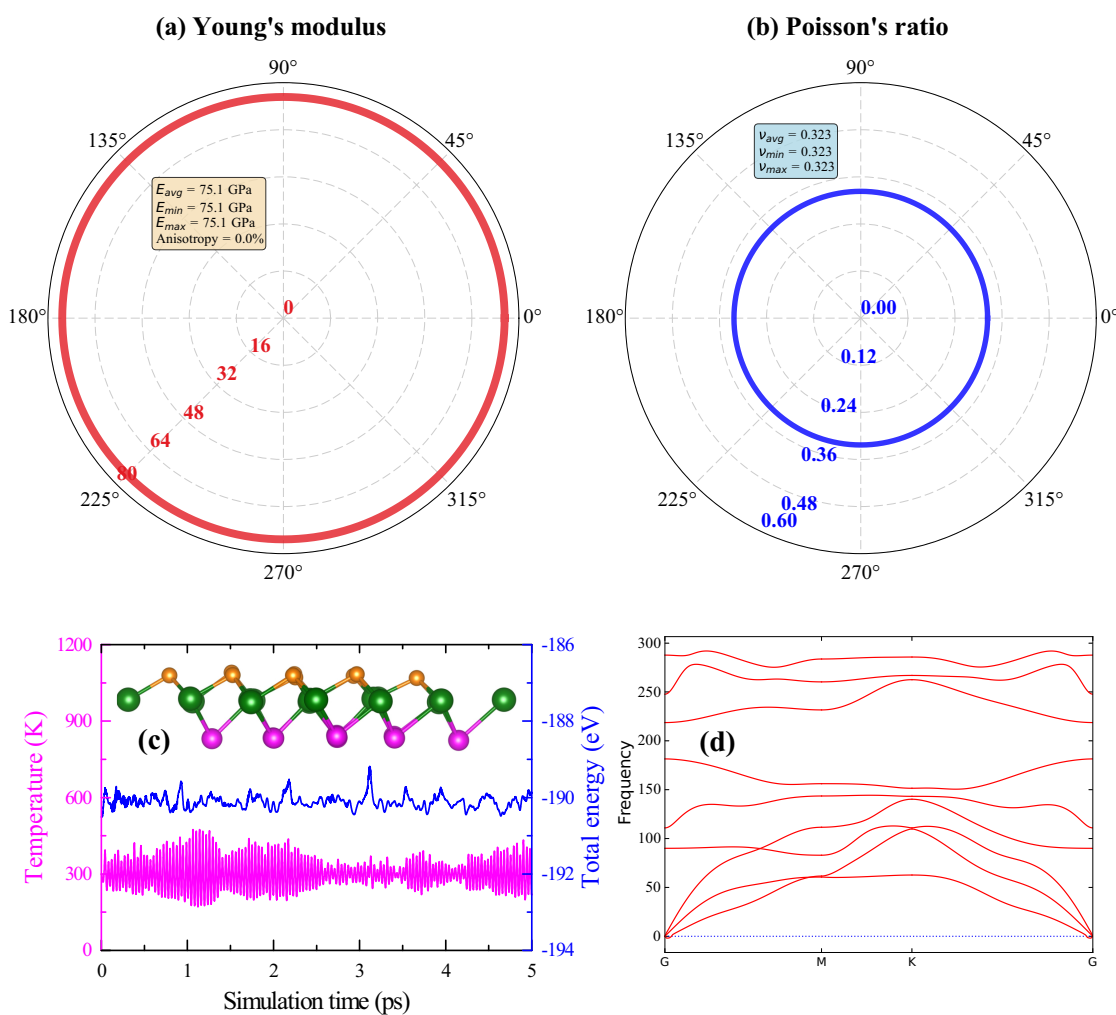 (a) Young's modulus
90°
135°
45°
E_avg = 75.1 GPa
E_min = 75.1 GPa
E_max = 75.1 GPa
Anisotropy = 0.0%
180°
0°
0
16
32
48
64
80
225°
315°
270°
(b) Poisson's ratio
90°
135°
45°
ν_avg = 0.323
ν_min = 0.323
ν_max = 0.323
180°
0°
0.00
0.12
0.24
0.36
0.48
0.60
225°
315°
270°
1200
900
600
300
0
Temperature (K)
(c)
-186
-188
-190
-192
-194
Total energy (eV)
0 1 2 3 4 5
Simulation time (ps)
300
250
200
150
100
50
0
Frequency
(d)
G M K G